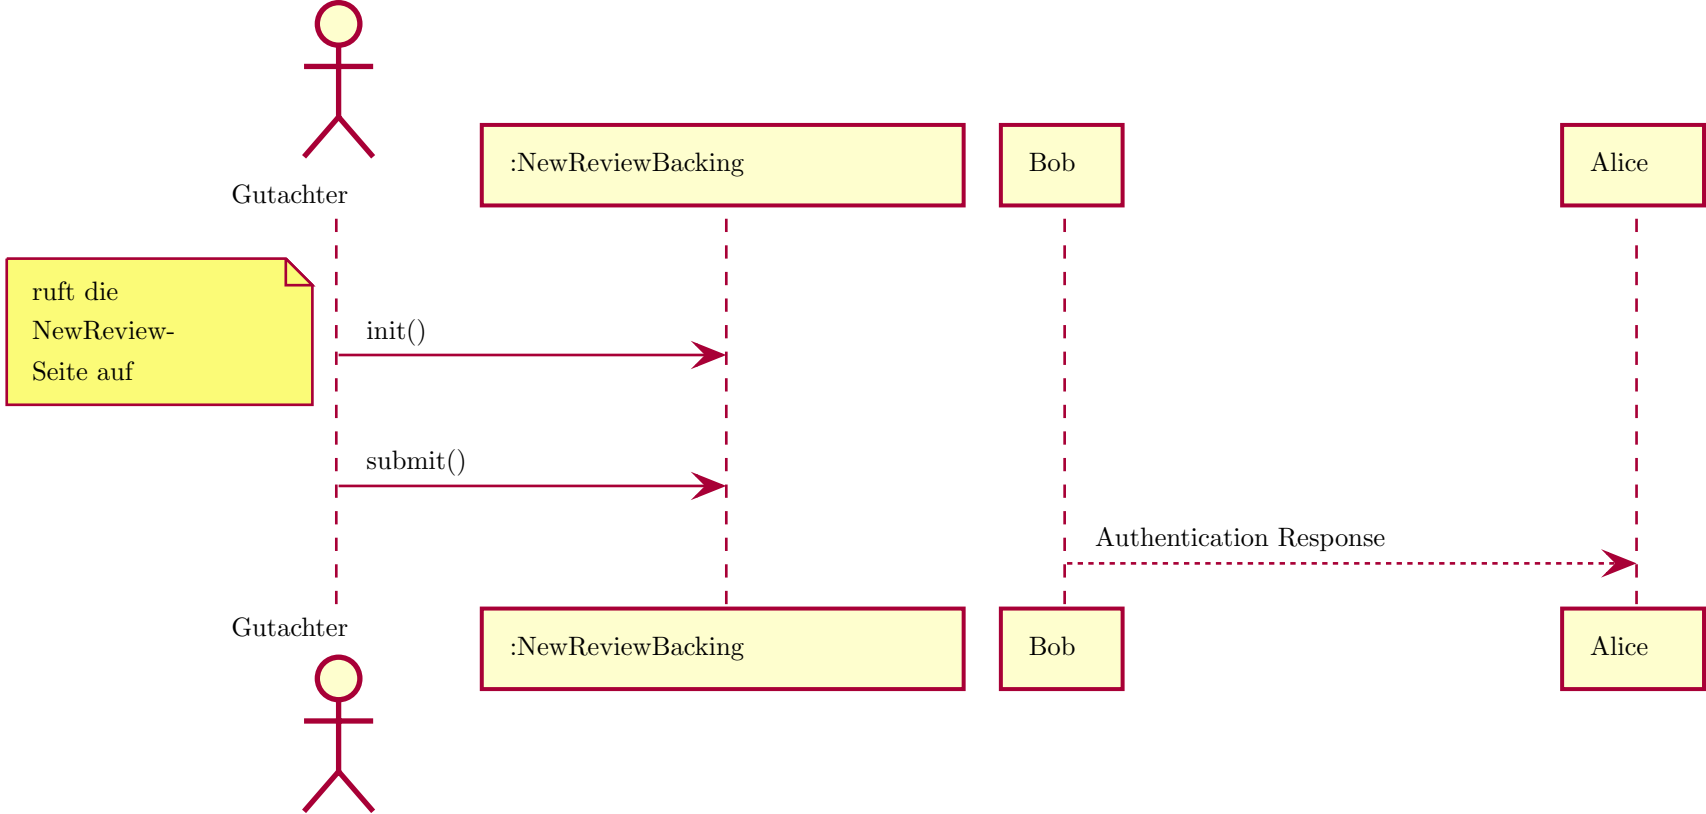 Gutachter
:NewReviewBacking
Bob
Alice
ruft die
NewReview-
Seite auf
init()
submit()
Authentication Response
Gutachter
:NewReviewBacking
Bob
Alice